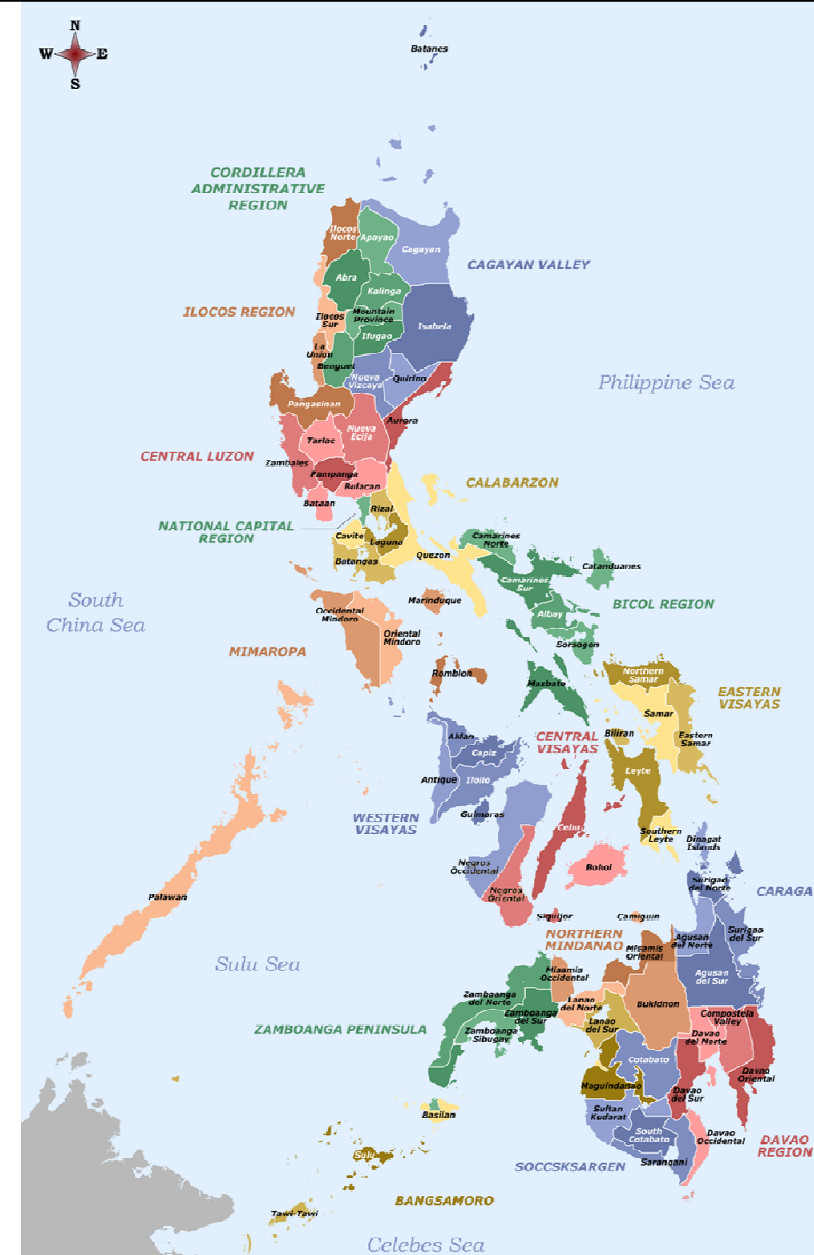 N
W E
S
Batanes
CORDILLERA
ADMINISTRATIVE
REGION
Ilocos
Norte
Apayao
Cagayan
CAGAYAN VALLEY
Abra
Kalinga
ILOCOS REGION
Ilocos
Sur
Mountain
Province
Isabela
Ifugao
La
Union
Benguet
Nueva
Vizcaya
Quirino
Philippine Sea
Pangasinan
Aurora
Nueva
Ecija
Tarlac
CENTRAL LUZON
Zambales
Pampanga
Bulacan
CALABARZON
Bataan
Rizal
NATIONAL CAPITAL
REGION
Cavite
Laguna
Camarines
Norte
Batangas
Quezon
Catanduanes
Camarines
Sur
South
China Sea
Marinduque
BICOL REGION
Occidental
Mindoro
Albay
Oriental
Mindoro
Sorsogon
MIMAROPA
Romblon
Masbate
Northern
Samar
EASTERN
VISAYAS
Samar
Aklan
CENTRAL
VISAYAS
Biliran
Eastern
Samar
Capiz
Antique
Iloilo
Leyte
WESTERN
VISAYAS
Guimaras
Cebu
Southern
Leyte
Dinagat
Islands
Negros
Occidental
Bohol
Surigao
del Norte
CARAGA
Negros
Oriental
Palawan
Siquijor
Camiguin
NORTHERN
MINDANAO
Misamis
Oriental
Agusan
del Norte
Surigao
del Sur
Sulu Sea
Misamis
Occidental
Agusan
del Sur
Zamboanga
del Norte
Lanao
del Norte
Bukidnon
Zamboanga
del Sur
Compostela
Valley
ZAMBOANGA PENINSULA
Zamboanga
Sibugay
Lanao
del Sur
Davao
del Norte
Cotabato
Davao
Oriental
Maguindanao
Davao
del Sur
Basilan
Sultan
Kudarat
South
Cotabato
Davao
Occidental
DAVAO
REGION
Sulu
Sarangani
SOCCSKSARGEN
BANGSAMORO
Tawi-Tawi
Celebes Sea